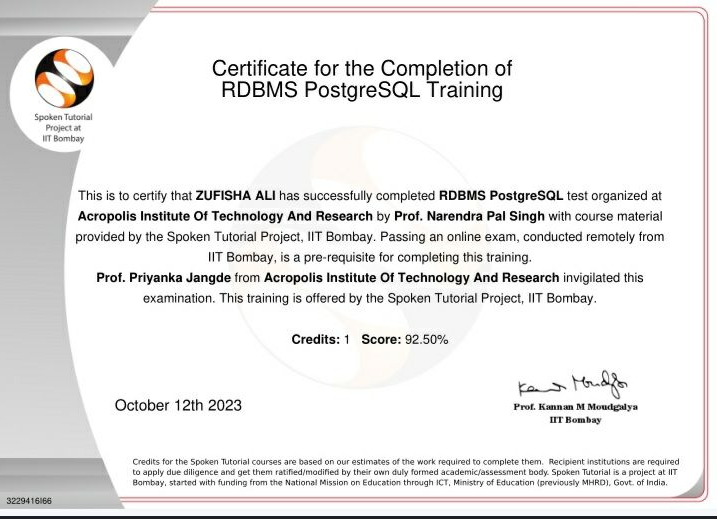 Spoken Tutorial
Project at
IIT Bombay
Certificate for the Completion of
RDBMS PostgreSQL Training
This is to certify that ZUFISHA ALI has successfully completed RDBMS PostgreSQL test organized at
Acropolis Institute Of Technology And Research by Prof. Narendra Pal Singh with course material
provided by the Spoken Tutorial Project, IIT Bombay. Passing an online exam, conducted remotely from
IIT Bombay, is a pre-requisite for completing this training.
Prof. Priyanka Jangde from Acropolis Institute Of Technology And Research invigilated this
examination. This training is offered by the Spoken Tutorial Project, IIT Bombay.
Credits: 1 Score: 92.50%
October 12th 2023
Prof. Kannan M Moudgalya
IIT Bombay
Credits for the Spoken Tutorial courses are based on our estimates of the work required to complete them. Recipient institutions are required
to apply due diligence and get them ratified/modified by their own duly formed academic/assessment body. Spoken Tutorial is a project at IIT
Bombay, started with funding from the National Mission on Education through ICT, Ministry of Education (previously MHRD), Govt. of India.
3229416I66